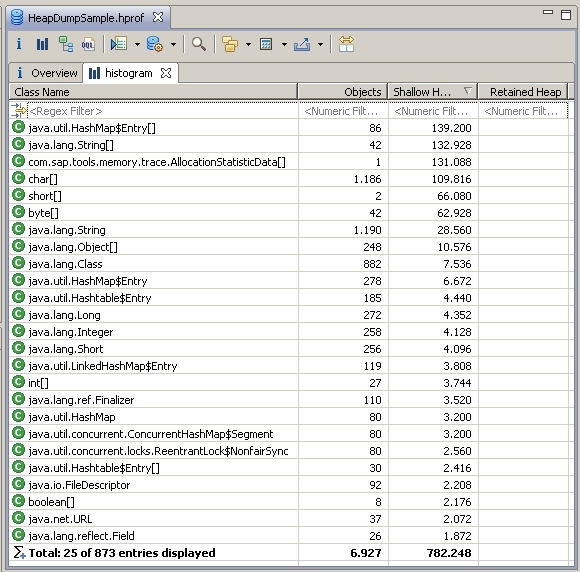 HeapDumpSample.hprof
OQL
Overview histogram
Class Name Objects Shallow H... Retained Heap
<Regex Filter> <Numeric Filt... <Numeric Filt... <Numeric Filt...
java.util.HashMap$Entry[] 86 139.200
java.lang.String[] 42 132.928
com.sap.tools.memory.trace.AllocationStatisticData[] 1 131.088
char[] 1.186 109.816
short[] 2 66.080
byte[] 42 62.928
java.lang.String 1.190 28.560
java.lang.Object[] 248 10.576
java.lang.Class 882 7.536
java.util.HashMap$Entry 278 6.672
java.util.Hashtable$Entry 185 4.440
java.lang.Long 272 4.352
java.lang.Integer 258 4.128
java.lang.Short 256 4.096
java.util.LinkedHashMap$Entry 119 3.808
int[] 27 3.744
java.lang.ref.Finalizer 110 3.520
java.util.HashMap 80 3.200
java.util.concurrent.ConcurrentHashMap$Segment 80 3.200
java.util.concurrent.locks.ReentrantLock$NonfairSync 80 2.560
java.util.Hashtable$Entry[] 30 2.416
java.io.FileDescriptor 92 2.208
boolean[] 8 2.176
java.net.URL 37 2.072
java.lang.reflect.Field 26 1.872
Total: 25 of 873 entries displayed 6.927 782.248